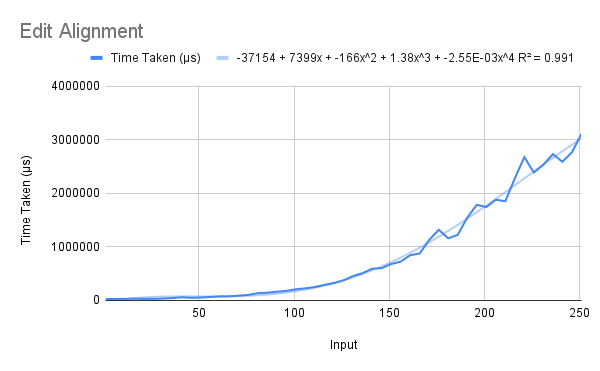 Edit Alignment
Time Taken (μs) -37154 + 7399x + -166x^2 + 1.38x^3 + -2.55E-03x^4 R² = 0.991
4000000
3000000
2000000
1000000
0
Time Taken (μs)
50 100 150 200 250
Input